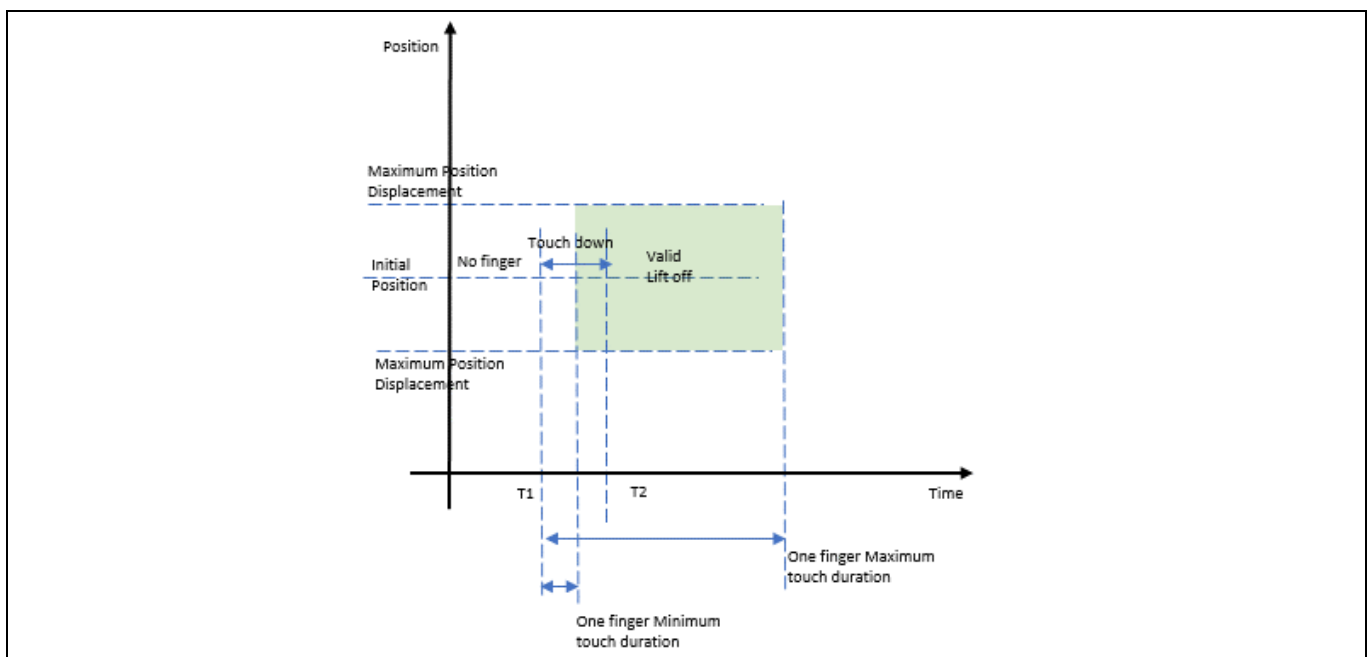 Position
Maximum Position
Displacement
Touch down
No finger
Valid
Lift off
Initial
Position
Maximum Position
Displacement
T1
T2
Time
One finger Maximum
touch duration
One finger Minimum
touch duration